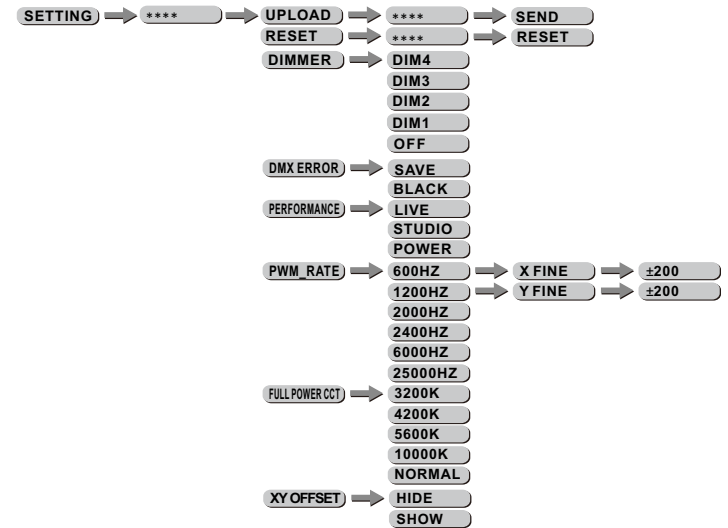 SETTING **** UPLOAD **** SEND
RESET **** RESET
DIMMER DIM4
DIM3
DIM2
DIM1
OFF
DMX ERROR SAVE
BLACK
PERFORMANCE LIVE
STUDIO
POWER
PWM_RATE 600HZ X FINE ±200
1200HZ Y FINE ±200
2000HZ
2400HZ
6000HZ
25000HZ
FULL POWER CCT 3200K
4200K
5600K
10000K
NORMAL
XY OFFSET HIDE
SHOW